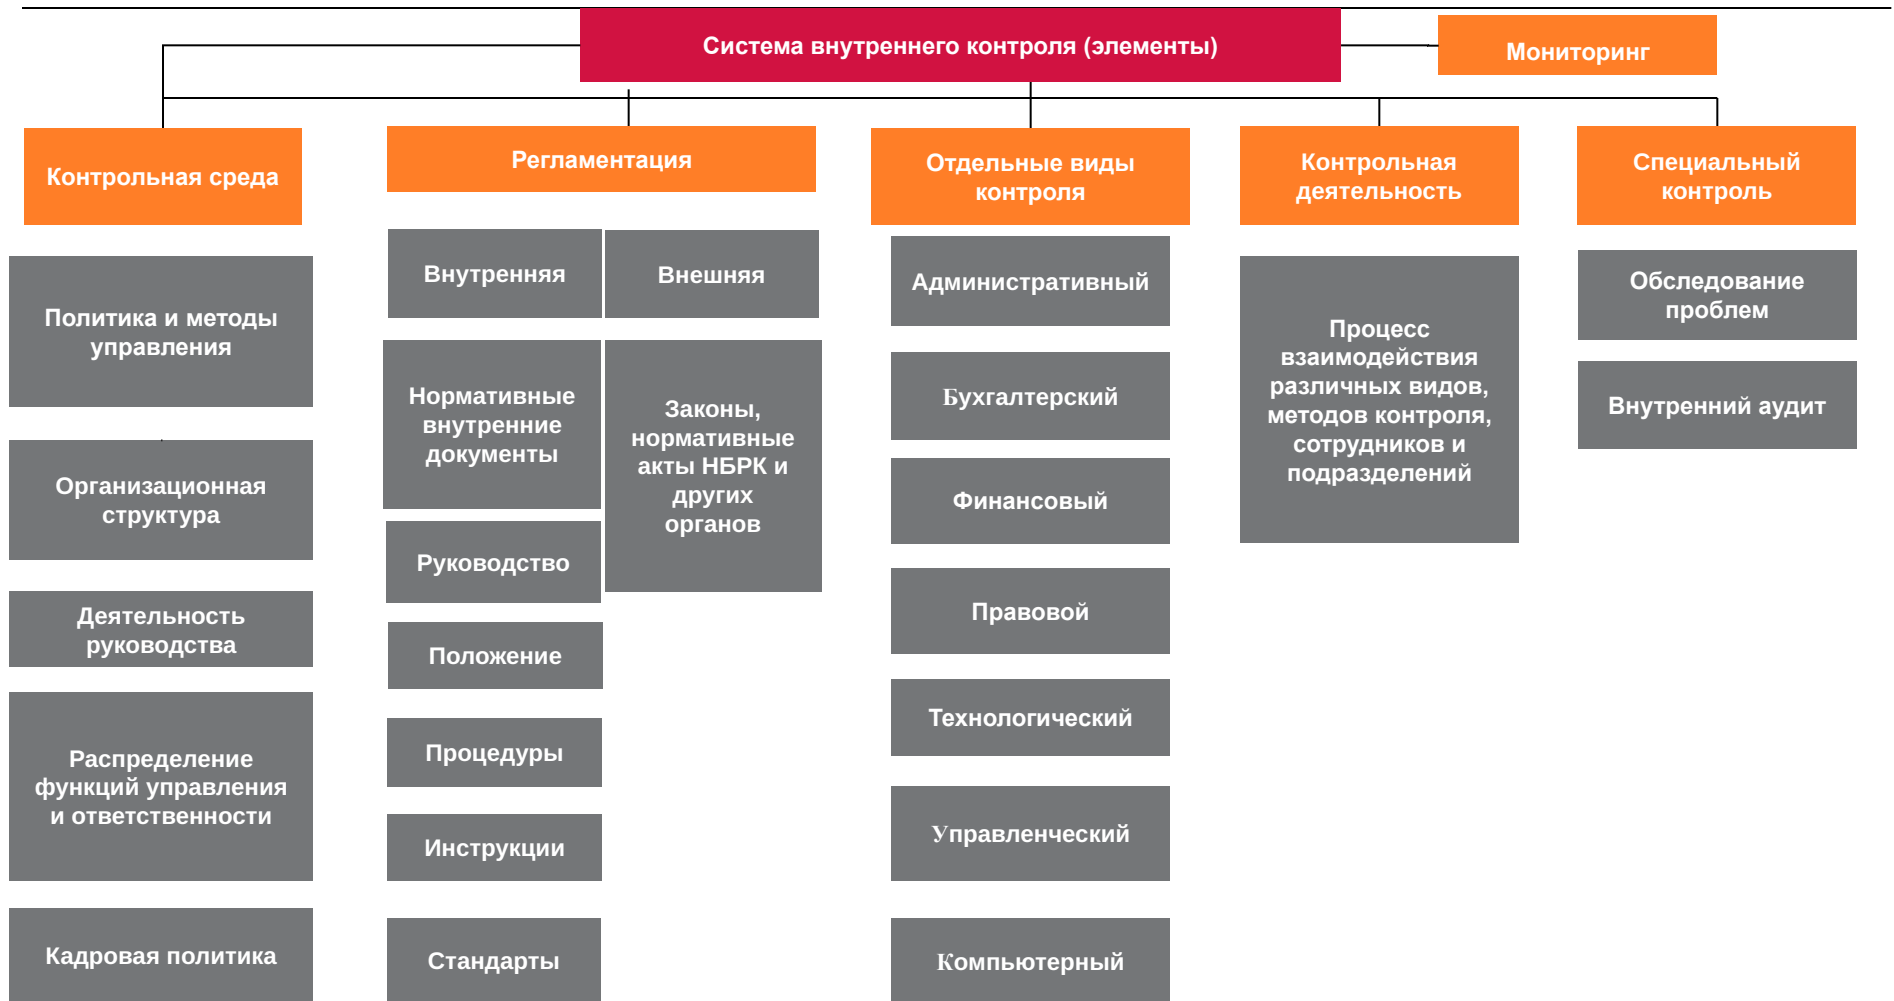 Система внутреннего контроля (элементы)
Мониторинг
Контрольная среда
Политика и методы
управления
Организационная
структура
Деятельность
руководства
Распределение
функций управления
и ответственности
Кадровая политика
Регламентация
Внутренняя
Внешняя
Нормативные
внутренние
документы
Законы,
нормативные
акты НБРК и
других
органов
Руководство
Положение
Процедуры
Инструкции
Стандарты
Отдельные виды
контроля
Административный
Бухгалтерский
Финансовый
Правовой
Технологический
Управленческий
Компьютерный
Контрольная
деятельность
Процесс
взаимодействия
различных видов,
методов контроля,
сотрудников и
подразделений
Специальный
контроль
Обследование
проблем
Внутренний аудит